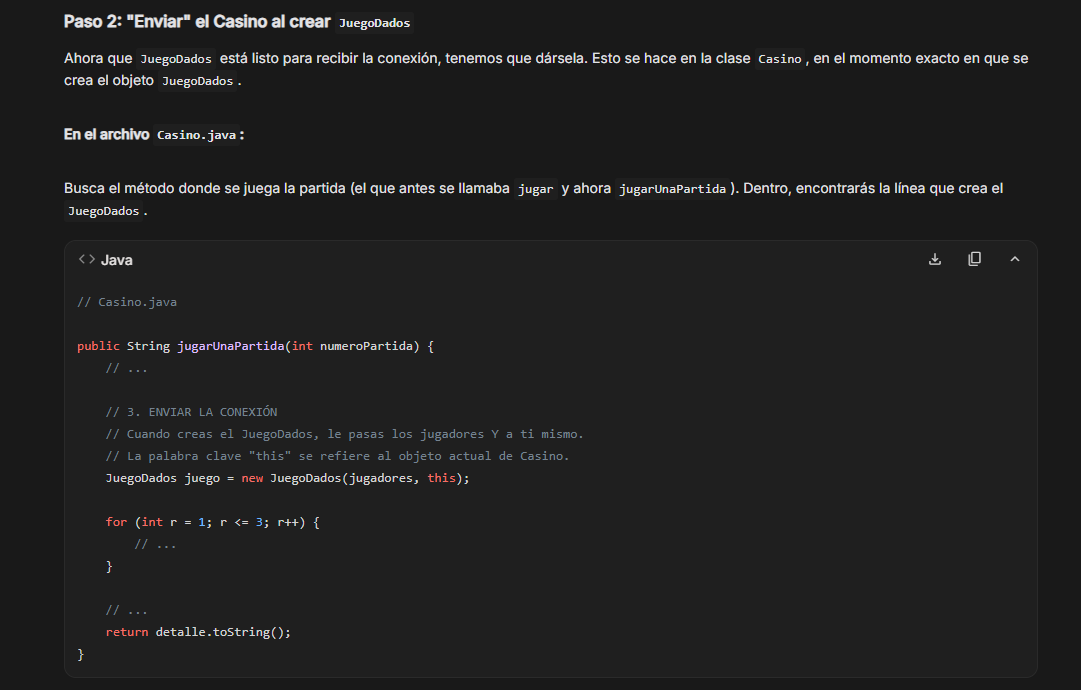 Paso 2: "Enviar" el Casino al crear JuegoDados
Ahora que JuegoDados está listo para recibir la conexión, tenemos que dársela. Esto se hace en la clase Casino, en el momento exacto en que se
crea el objeto JuegoDados.
En el archivo Casino.java:
Busca el método donde se juega la partida (el que antes se llamaba jugar y ahora jugarUnaPartida). Dentro, encontrarás la línea que crea el
JuegoDados.
<> Java
// Casino.java
public String jugarUnaPartida(int numeroPartida) {
// ...
// 3. ENVIAR LA CONEXIÓN
// Cuando creas el JuegoDados, le pasas los jugadores Y a ti mismo.
// La palabra clave "this" se refiere al objeto actual de Casino.
JuegoDados juego = new JuegoDados(jugadores, this);
for (int r = 1; r <= 3; r++) {
// ...
}
// ...
return detalle.toString();
}